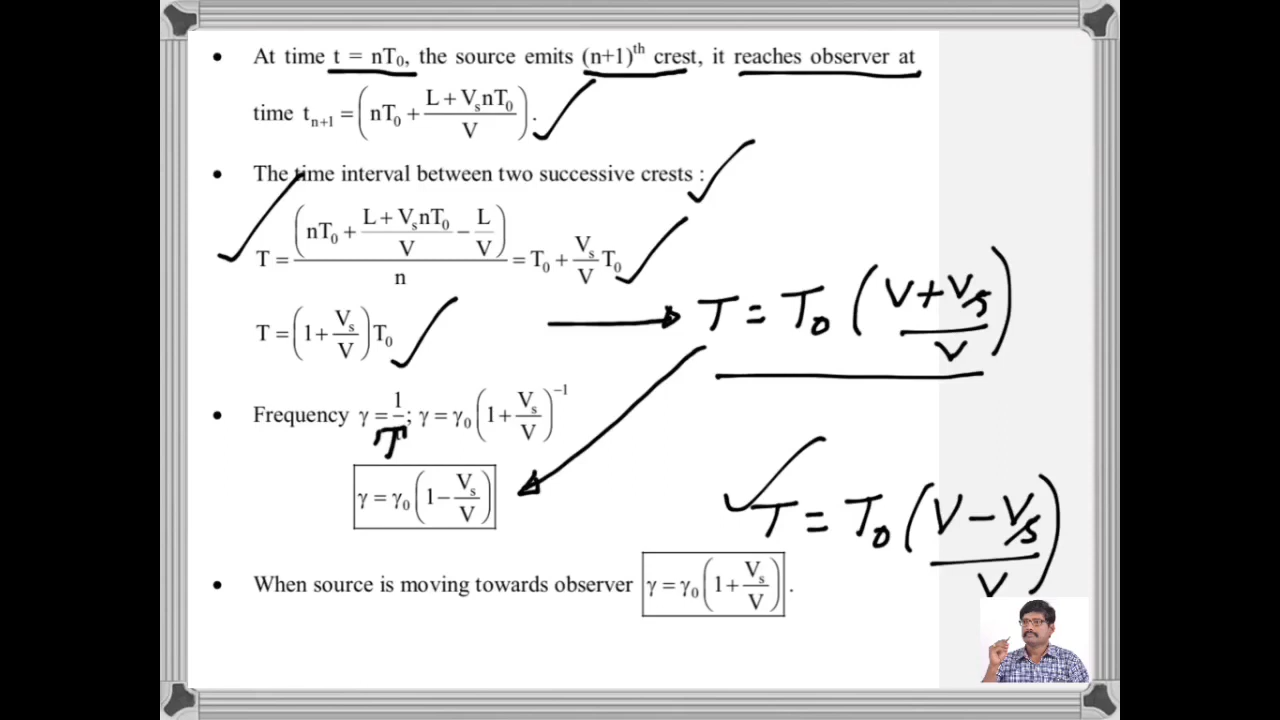 • At time t = nT₀, the source emits (n+1)ᵗʰ crest, it reaches observer at
time tₙ₊₁ = (nT₀ + (L + VₛnT₀)/V).
• The time interval between two successive crests :
T = (nT₀ + (L + VₛnT₀)/V − L/V)/n = T₀ + (Vₛ/V)T₀
T = (1 + Vₛ/V)T₀
T = T₀ ((V + Vₛ)/V)
• Frequency γ = 1/T; γ = γ₀(1 + Vₛ/V)⁻¹
γ = γ₀(1 − Vₛ/V)
T = T₀ ((V − Vₛ)/V)
• When source is moving towards observer γ = γ₀(1 + Vₛ/V).